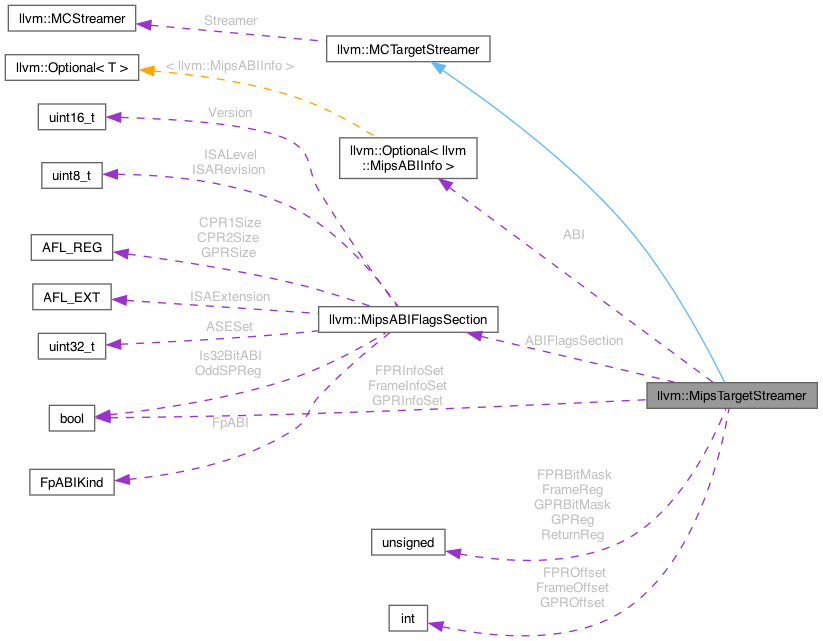 llvm::MCStreamer
Streamer
llvm::MCTargetStreamer
llvm::Optional< T >
< llvm::MipsABIInfo >
uint16_t
Version
llvm::Optional< llvm
::MipsABIInfo >
ISALevel
ISARevision
uint8_t
CPR1Size
CPR2Size
GPRSize
ABI
AFL_REG
AFL_EXT
ISAExtension
llvm::MipsABIFlagsSection
ASESet
uint32_t
ABIFlagsSection
Is32BitABI
OddSPReg
FPRInfoSet
FrameInfoSet
GPRInfoSet
llvm::MipsTargetStreamer
bool
FpABI
FpABIKind
FPRBitMask
FrameReg
GPRBitMask
GPReg
ReturnReg
unsigned
FPROffset
FrameOffset
GPROffset
int